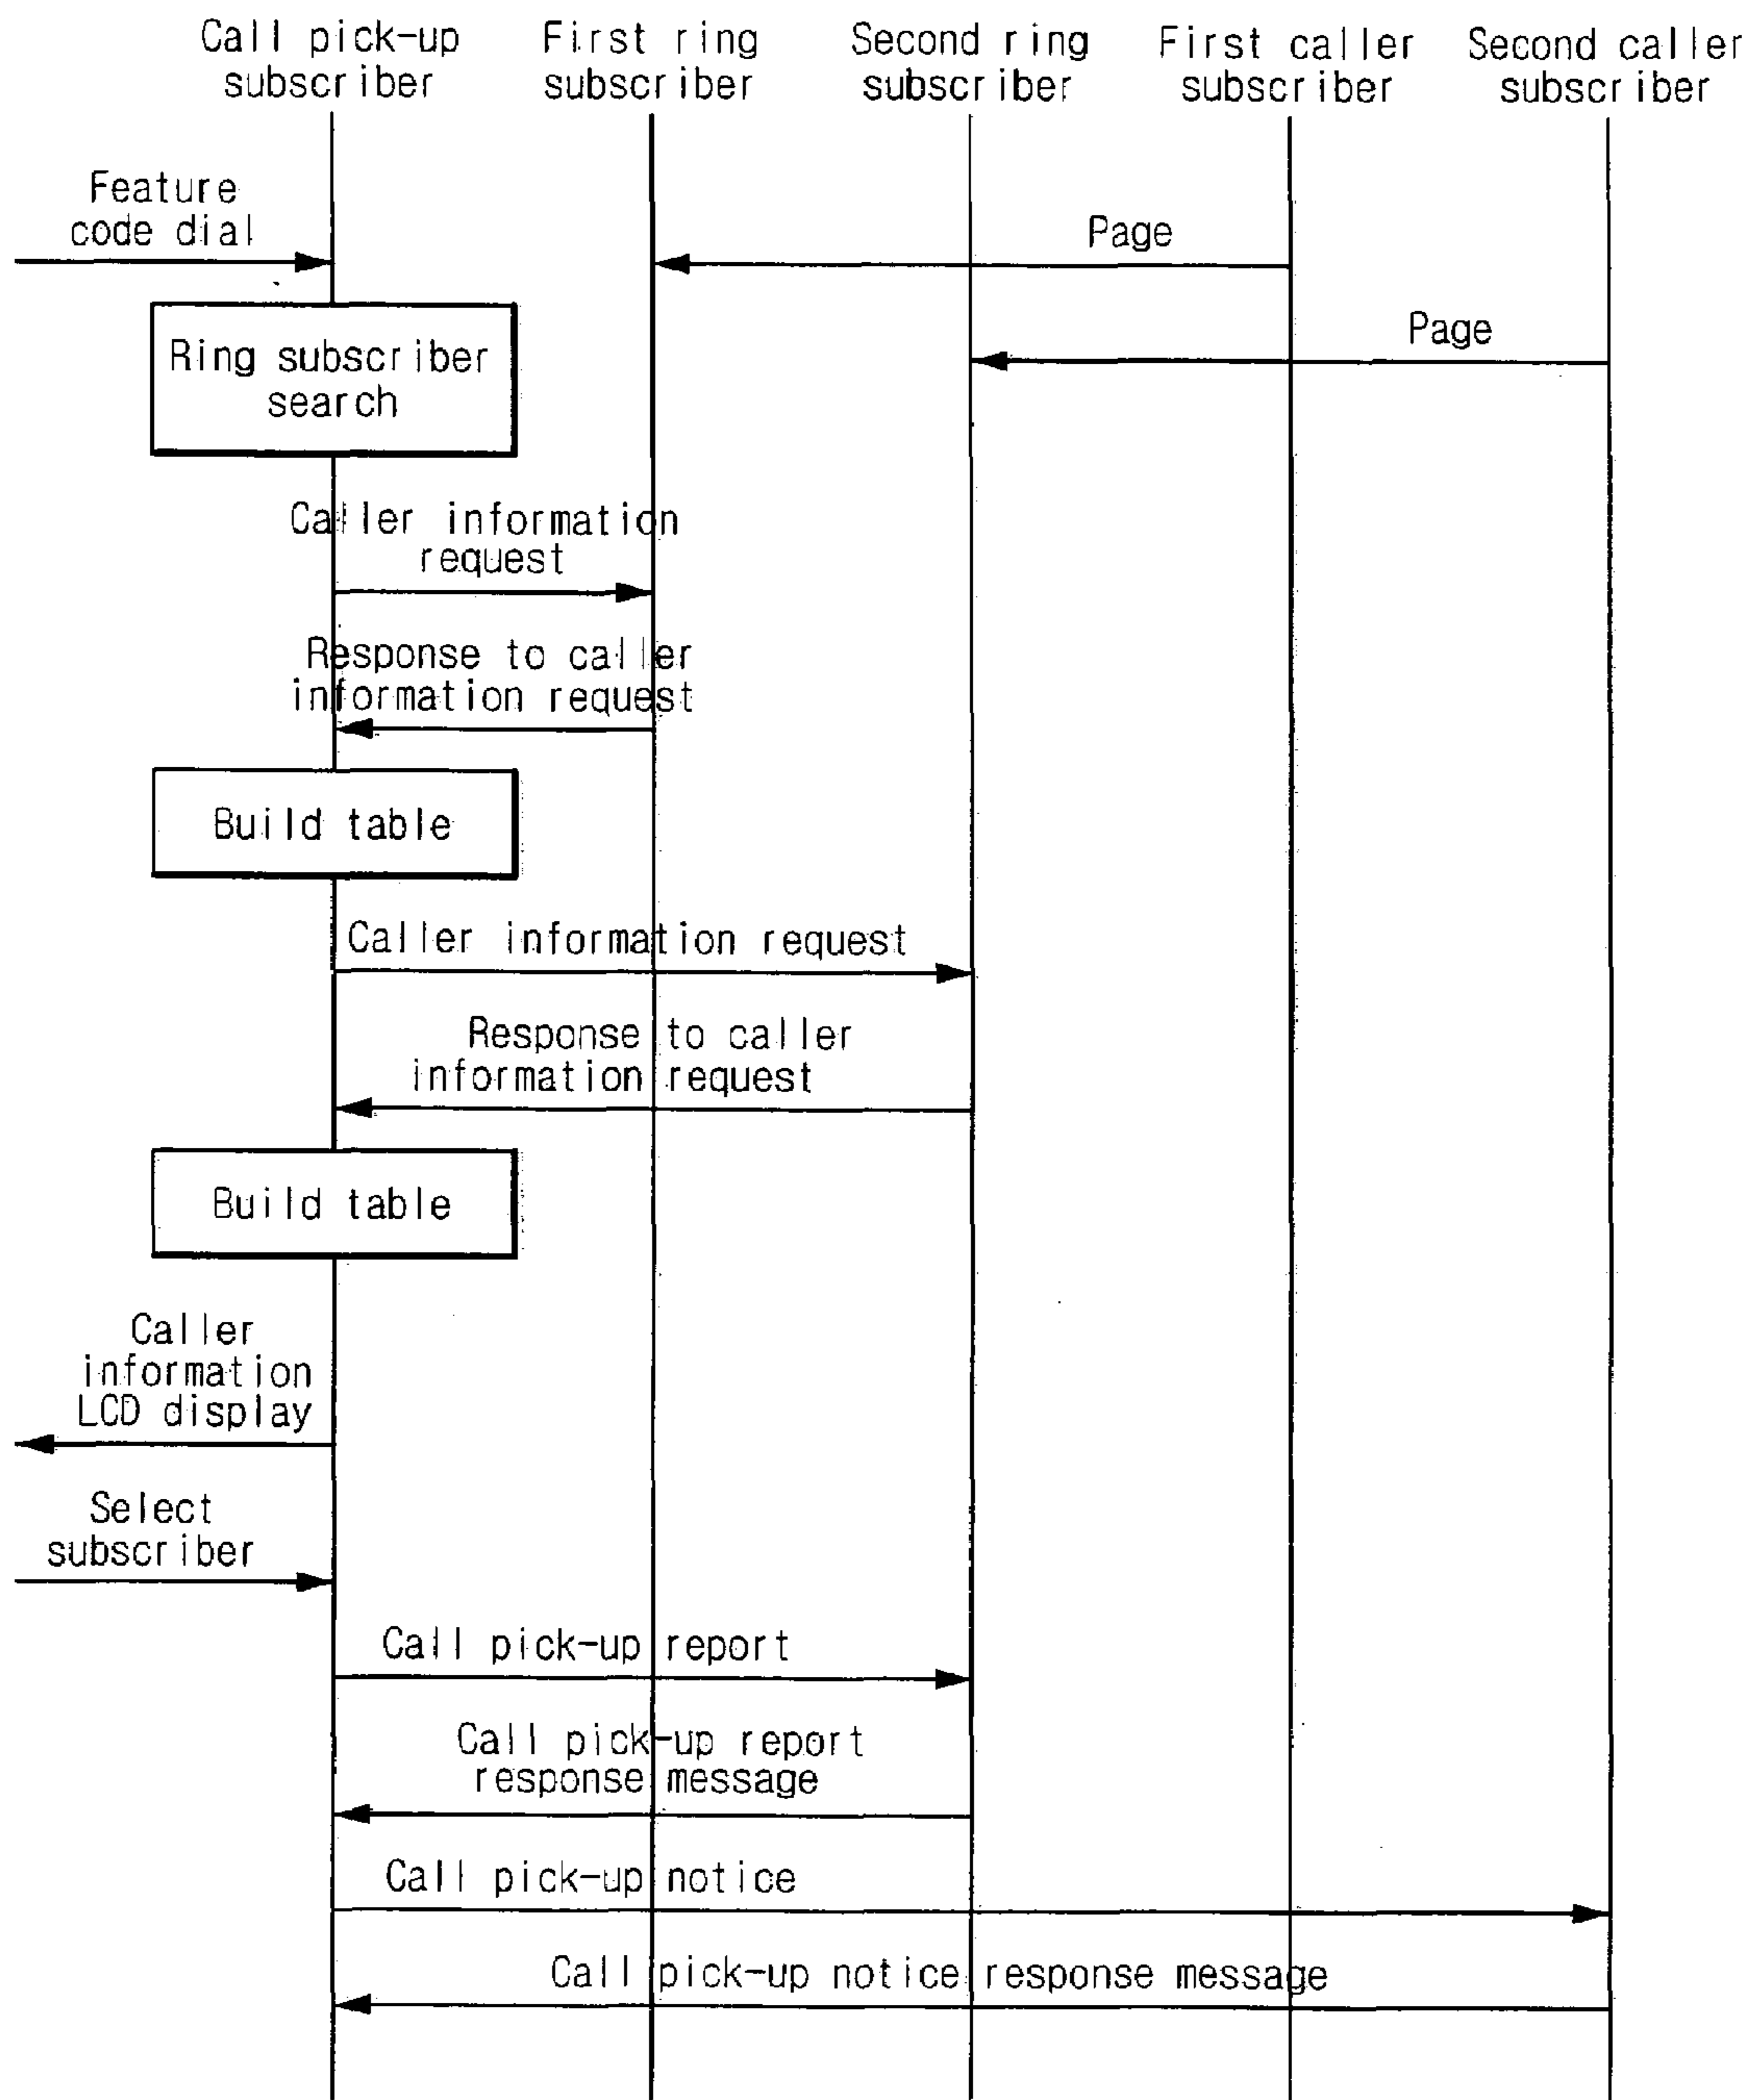 Call pick-up
subscriber
First ring
subscriber
Second ring
subscriber
First caller
subscriber
Second caller
subscriber
Feature
code dial
Page
Page
Ring subscriber
search
Caller information
request
Response to caller
information request
Build table
Caller information request
Response to caller
information request
Build table
Caller
information
LCD display
Select
subscriber
Call pick-up report
Call pick-up report
response message
Call pick-up notice
Call pick-up notice response message